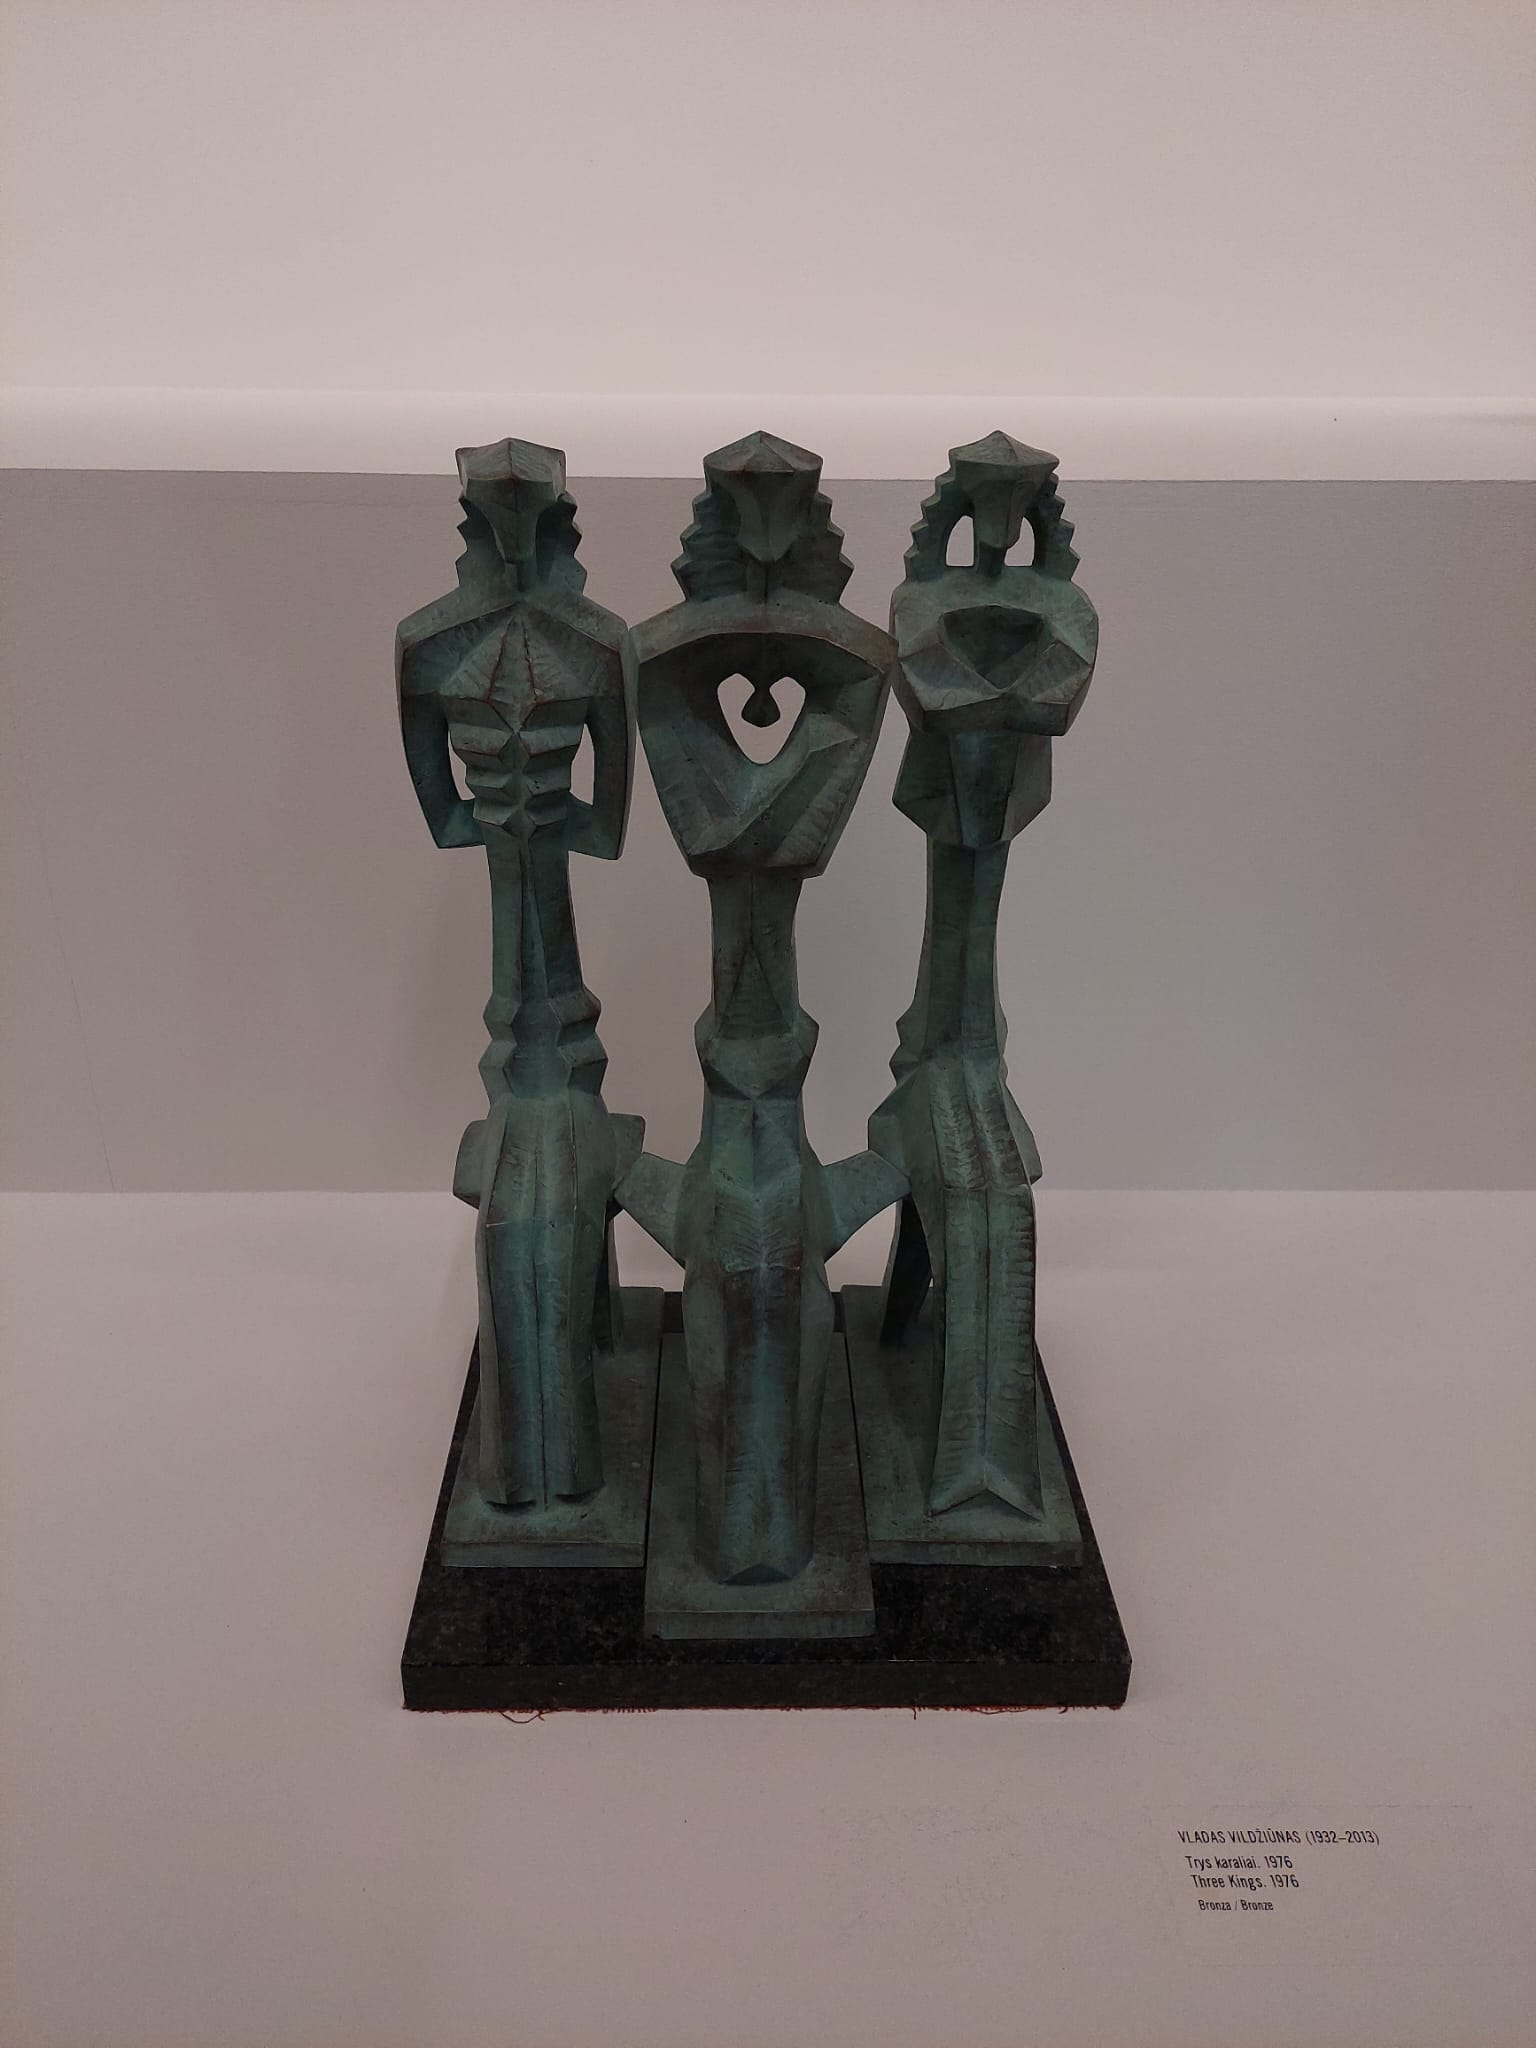 VLADAS VILDŽIŪNAS (1932–2013)
Trys karaliai. 1976
Three Kings. 1976
Bronza / Bronze